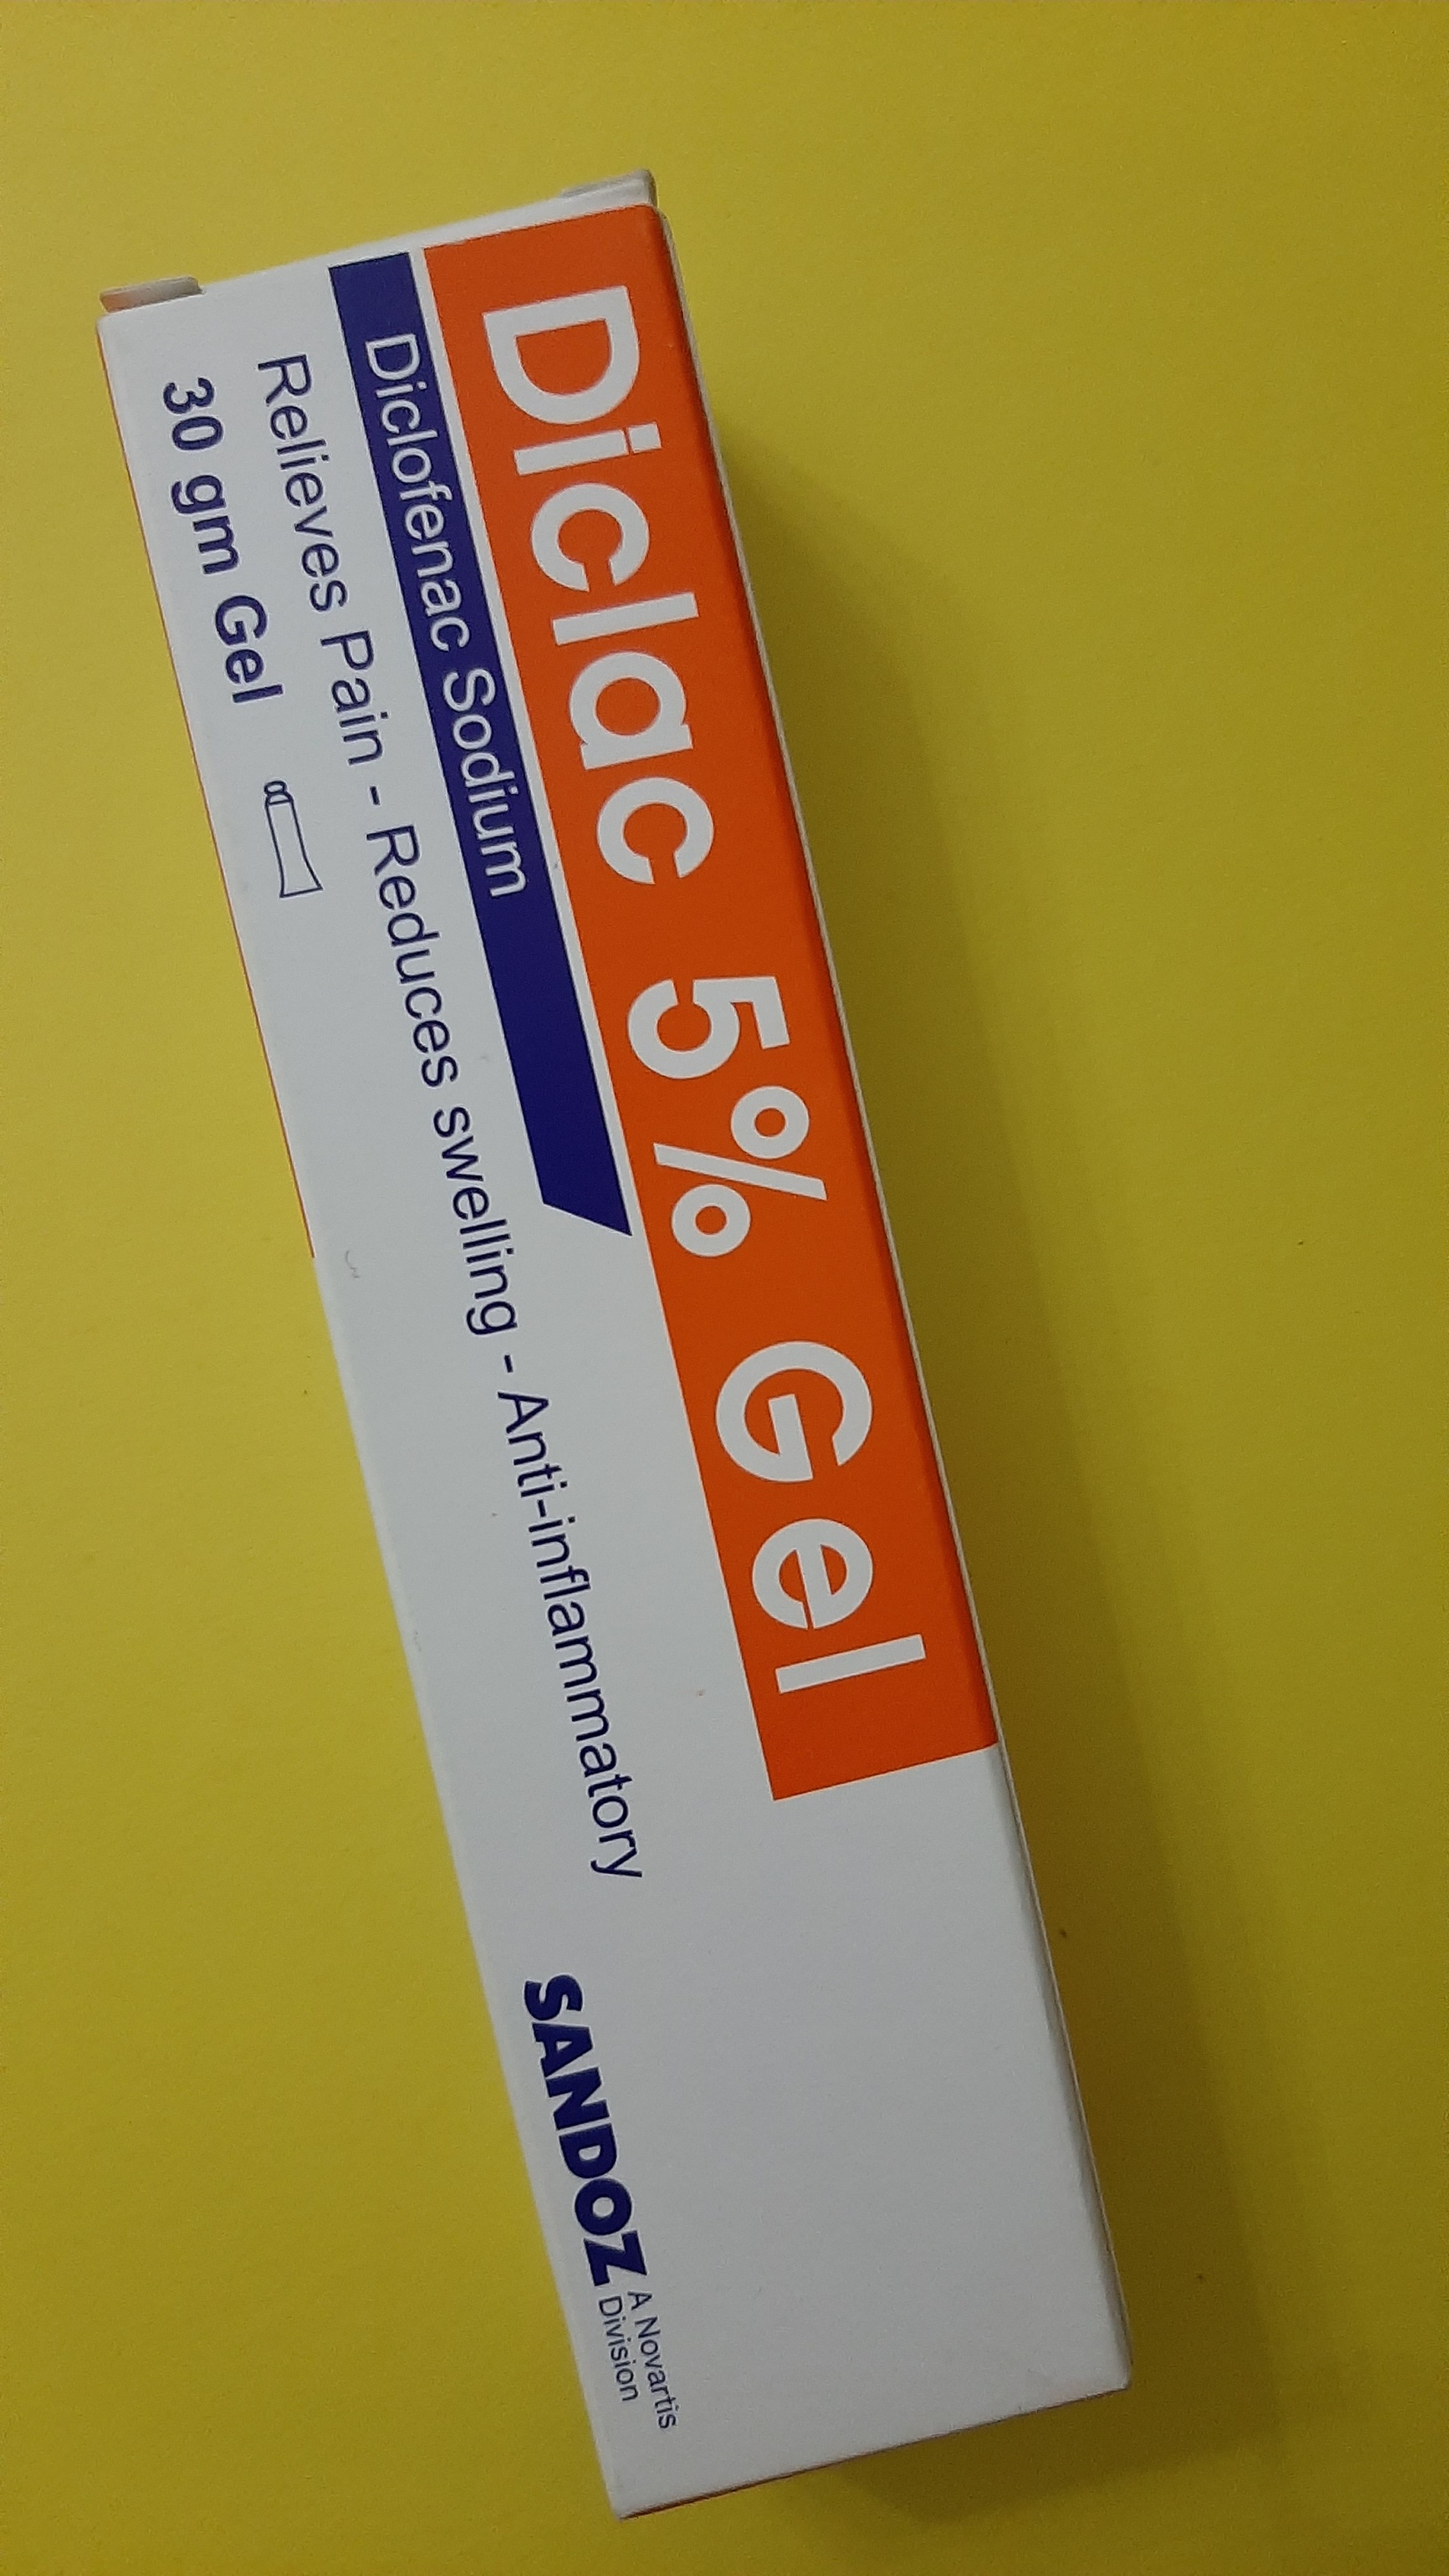 Diclac 5% Gel
Diclofenac Sodium
Relieves Pain - Reduces swelling - Anti-inflammatory
30 gm Gel
SANDOZ
A Novartis
Division